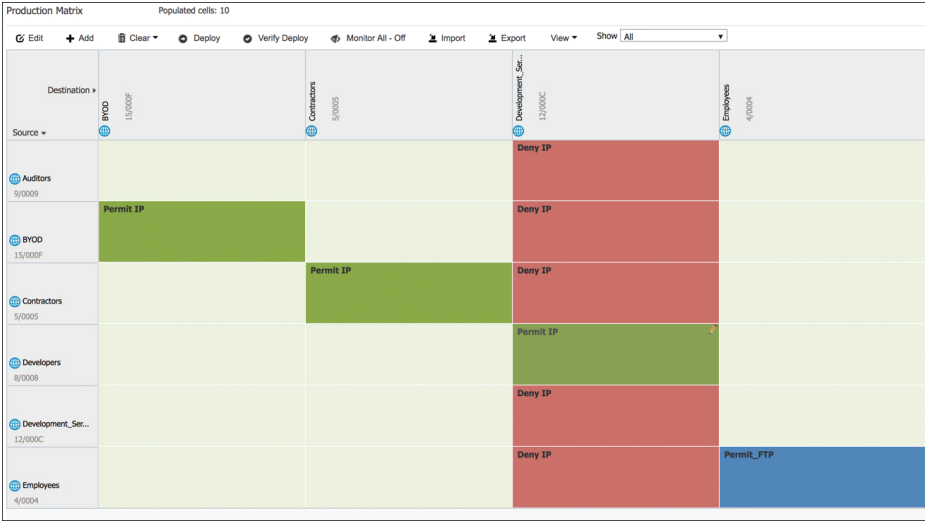 Production Matrix Populated cells: 10
Edit Add Clear Deploy Verify Deploy Monitor All - Off Import Export View Show All
Destination
Source
BYOD
15/000F
Contractors
5/0005
Development_Ser...
12/000C
Employees
4/0004
Auditors
9/0009
Deny IP
BYOD
15/000F
Permit IP
Deny IP
Contractors
5/0005
Permit IP
Deny IP
Developers
8/0008
Permit IP
Development_Ser...
12/000C
Deny IP
Employees
4/0004
Deny IP
Permit_FTP